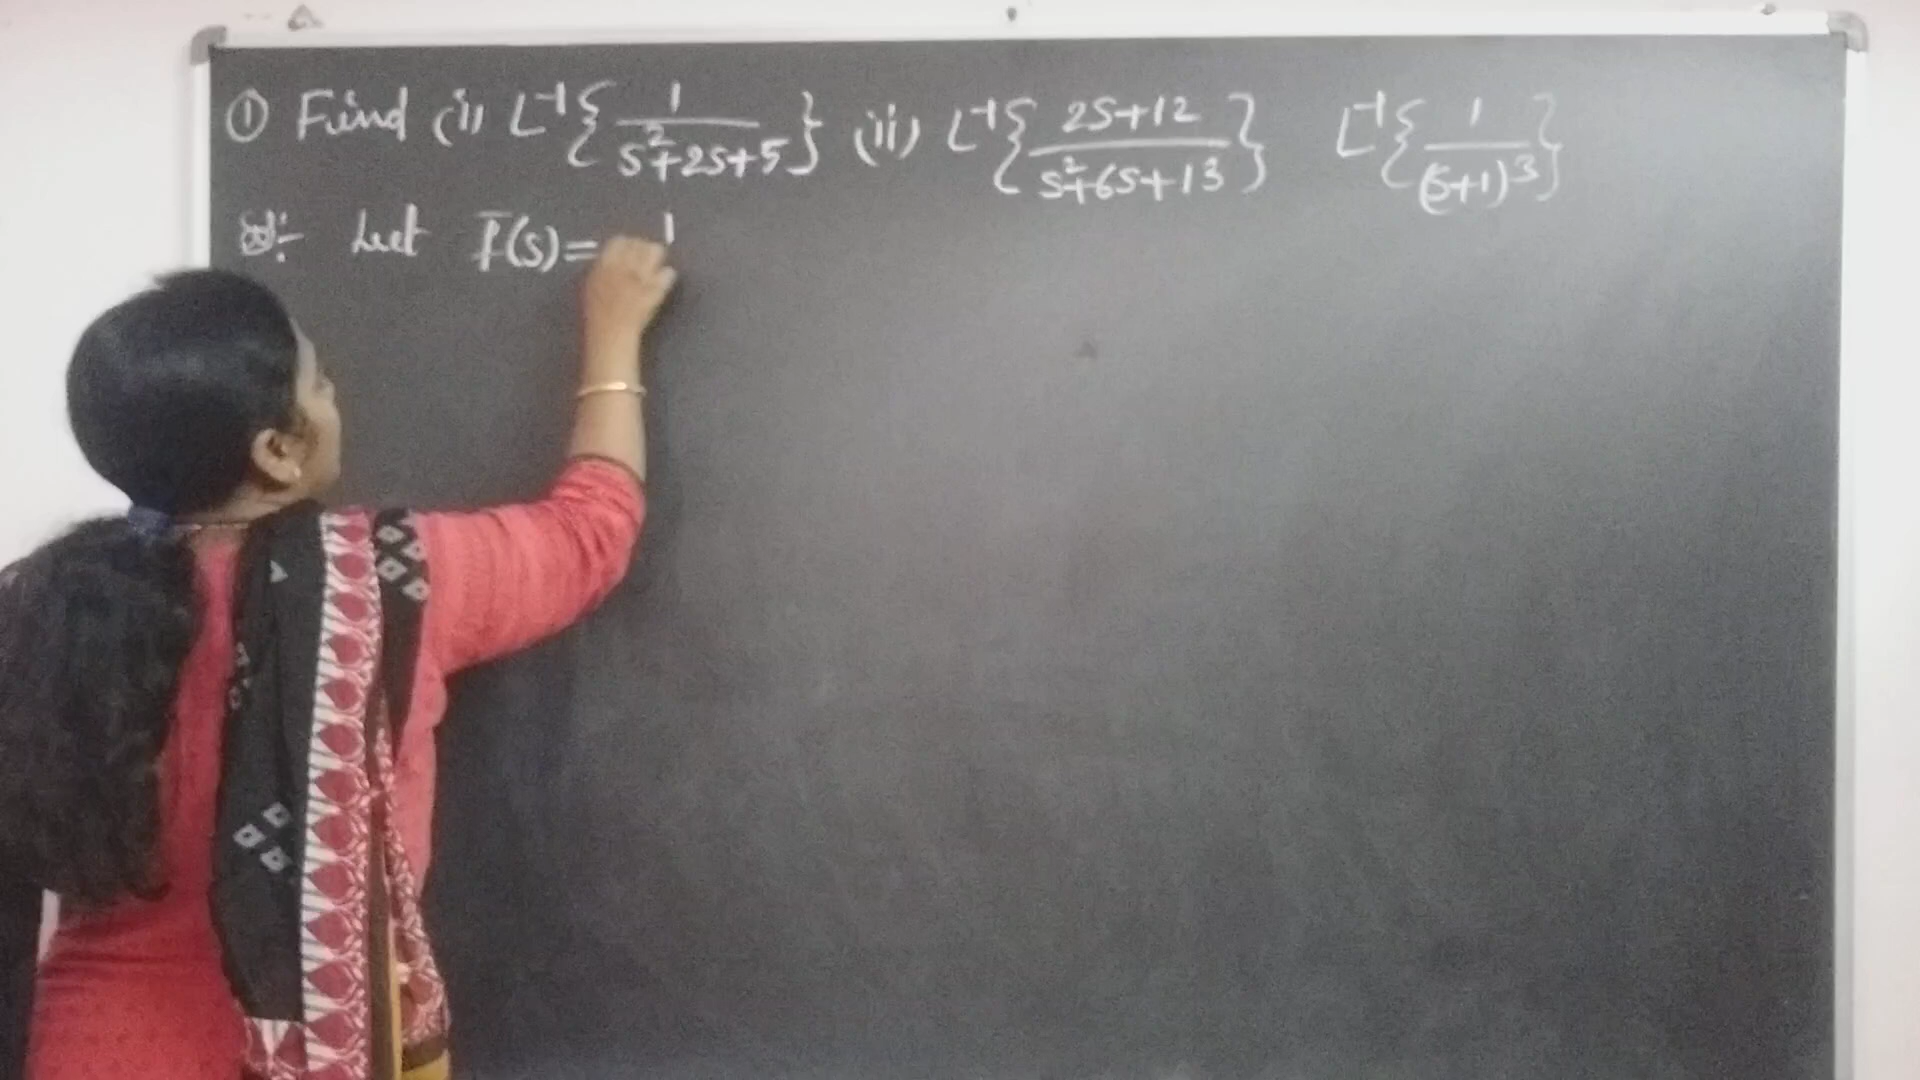 ① Find (i) L⁻¹{1/(s²+2s+5)} (ii) L⁻¹{(2s+12)/(s²+6s+13)} L⁻¹{1/(s+1)³}
Let f̄(s) = 1